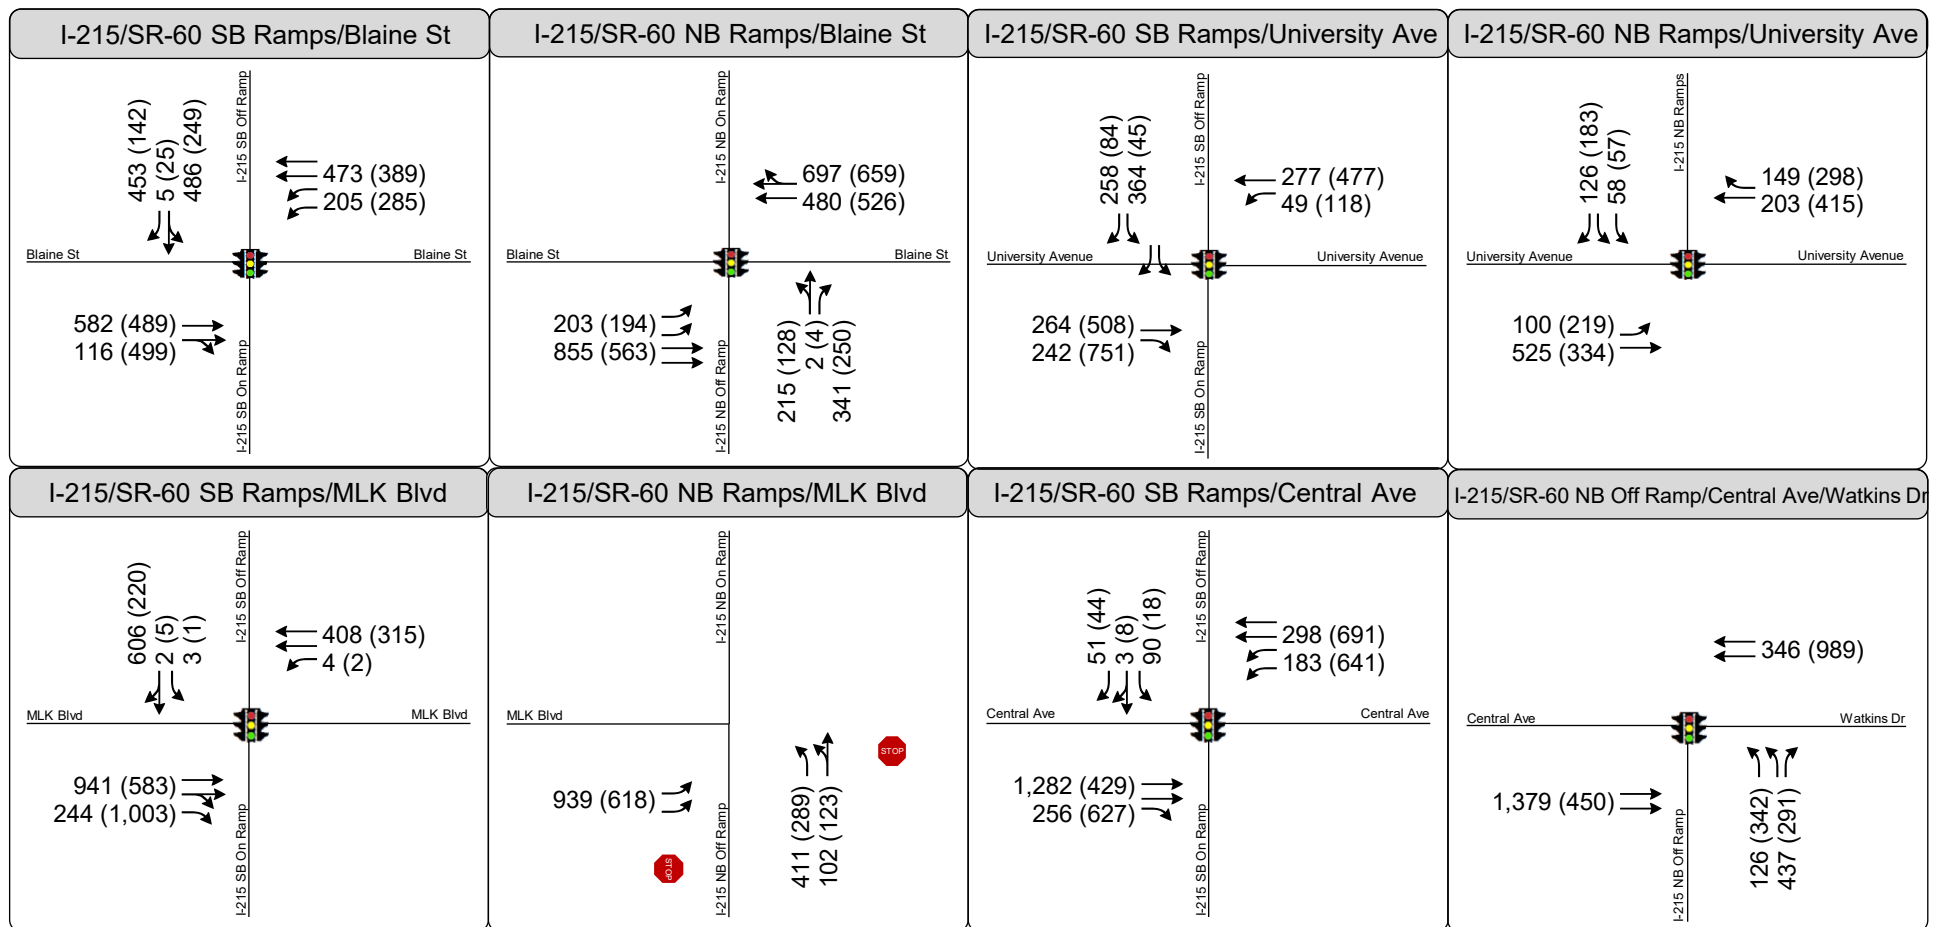 I-215/SR-60 SB Ramps/Blaine St
453 (142)
5 (25)
486 (249)
I-215 SB Off Ramp
473 (389)
205 (285)
Blaine St
Blaine St
582 (489)
116 (499)
I-215 SB On Ramp
I-215/SR-60 NB Ramps/Blaine St
I-215 NB On Ramp
697 (659)
480 (526)
Blaine St
Blaine St
203 (194)
855 (563)
I-215 NB Off Ramp
215 (128)
2 (4)
341 (250)
I-215/SR-60 SB Ramps/University Ave
258 (84)
364 (45)
I-215 SB Off Ramp
277 (477)
49 (118)
University Avenue
University Avenue
264 (508)
242 (751)
I-215 SB On Ramp
I-215/SR-60 NB Ramps/University Ave
126 (183)
58 (57)
I-215 NB Ramps
149 (298)
203 (415)
University Avenue
University Avenue
100 (219)
525 (334)
I-215/SR-60 SB Ramps/MLK Blvd
606 (220)
2 (5)
3 (1)
I-215 SB Off Ramp
408 (315)
4 (2)
MLK Blvd
MLK Blvd
941 (583)
244 (1,003)
I-215 SB On Ramp
I-215/SR-60 NB Ramps/MLK Blvd
I-215 NB On Ramp
MLK Blvd
STOP
939 (618)
STOP
I-215 NB Off Ramp
411 (289)
102 (123)
I-215/SR-60 SB Ramps/Central Ave
51 (44)
3 (8)
90 (18)
I-215 SB Off Ramp
298 (691)
183 (641)
Central Ave
Central Ave
1,282 (429)
256 (627)
I-215 SB On Ramp
I-215/SR-60 NB Off Ramp/Central Ave/Watkins Dr
346 (989)
Central Ave
Watkins Dr
1,379 (450)
I-215 NB Off Ramp
126 (342)
437 (291)